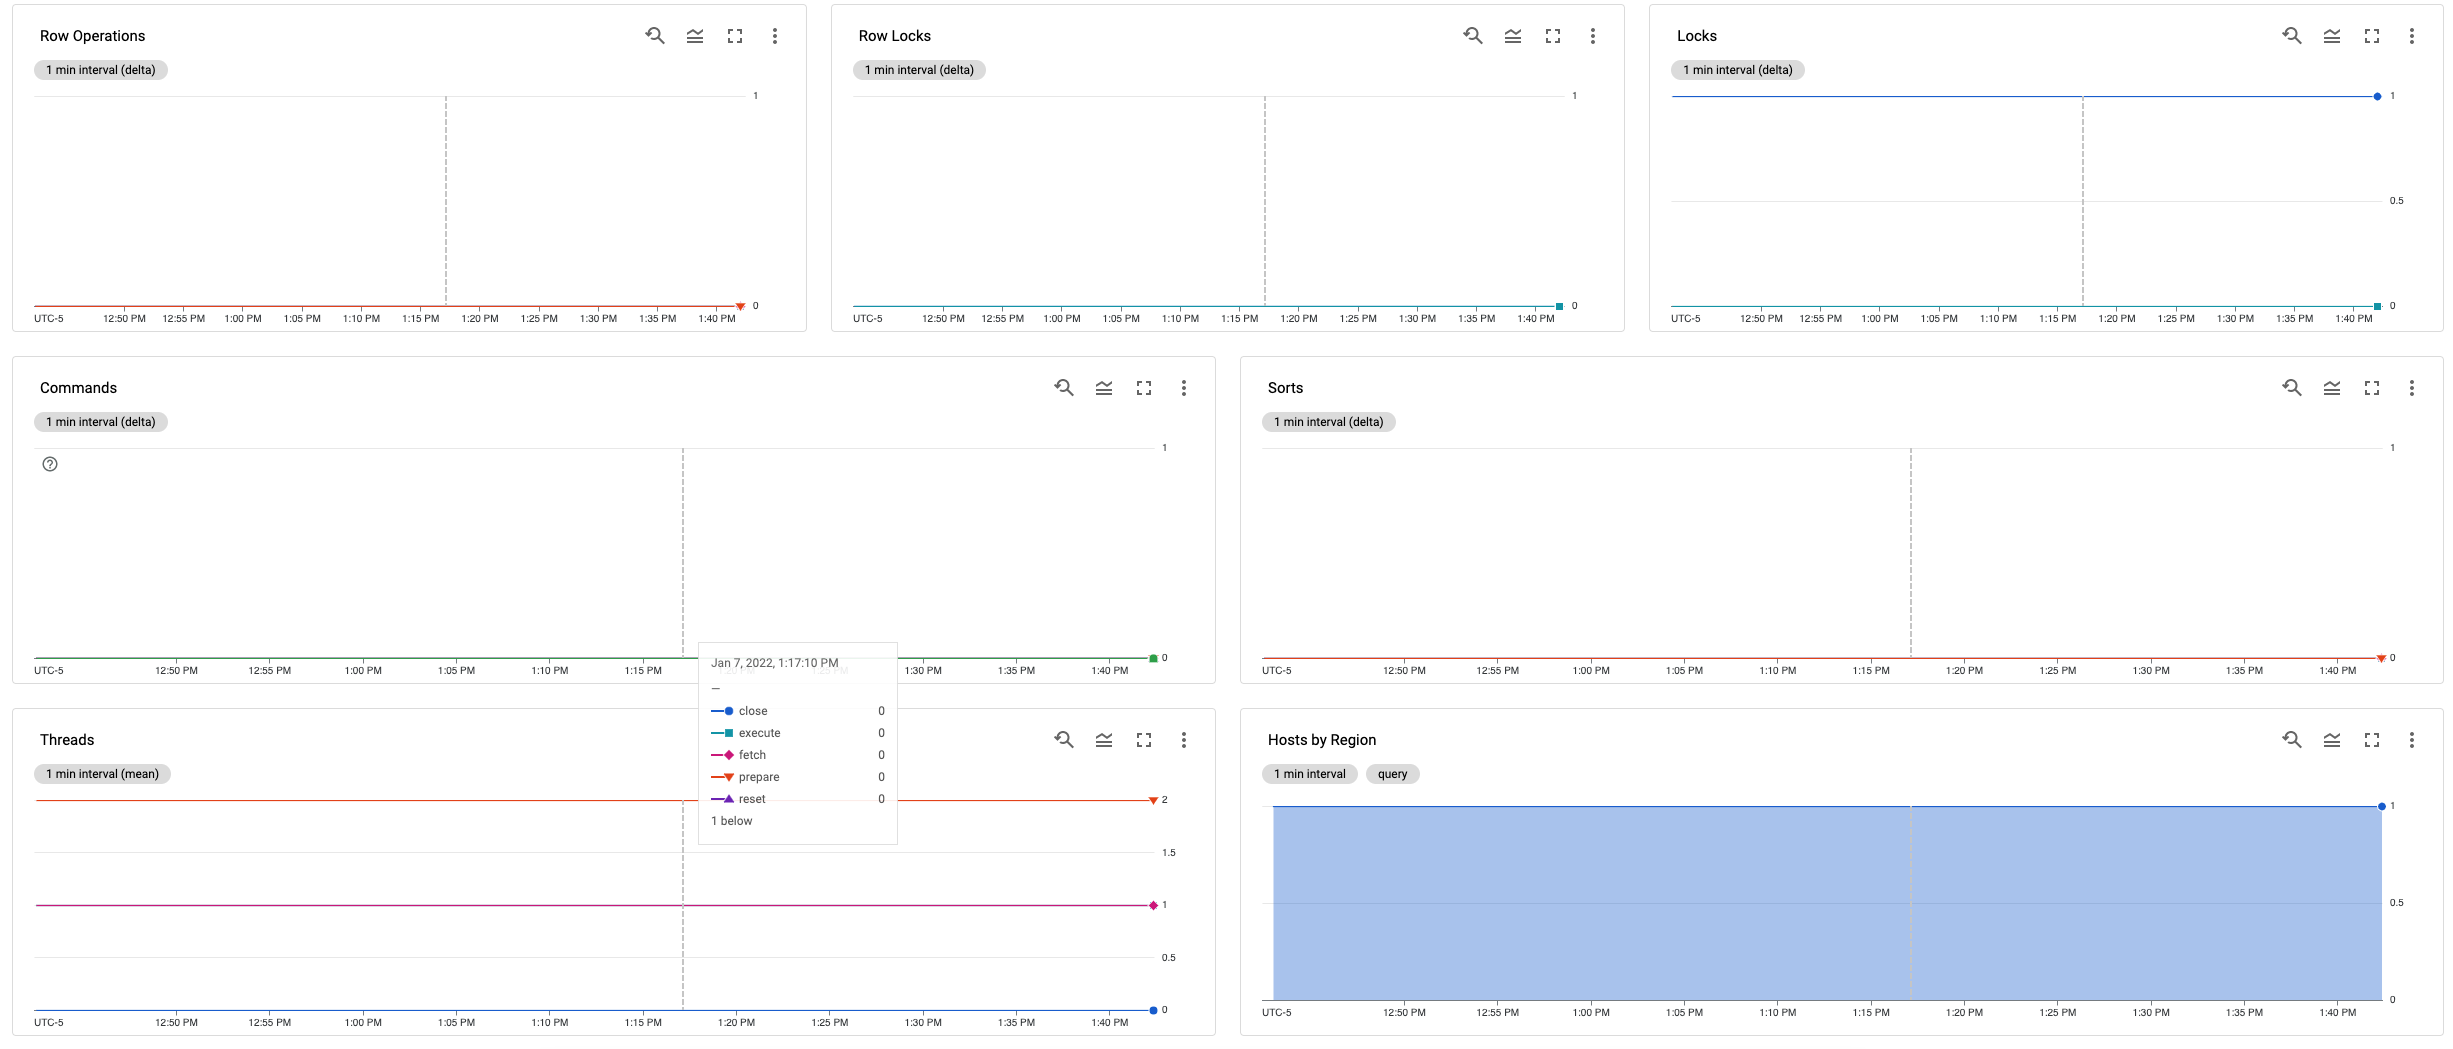 Row Operations
1 min interval (delta)
1
0
UTC-5 12:50 PM 12:55 PM 1:00 PM 1:05 PM 1:10 PM 1:15 PM 1:20 PM 1:25 PM 1:30 PM 1:35 PM 1:40 PM
Row Locks
1 min interval (delta)
1
0
UTC-5 12:50 PM 12:55 PM 1:00 PM 1:05 PM 1:10 PM 1:15 PM 1:20 PM 1:25 PM 1:30 PM 1:35 PM 1:40 PM
Locks
1 min interval (delta)
1
0.5
0
UTC-5 12:50 PM 12:55 PM 1:00 PM 1:05 PM 1:10 PM 1:15 PM 1:20 PM 1:25 PM 1:30 PM 1:35 PM 1:40 PM
Commands
1 min interval (delta)
1
?
0
UTC-5 12:50 PM 12:55 PM 1:00 PM 1:05 PM 1:10 PM 1:15 PM 1:30 PM 1:35 PM 1:40 PM
Jan 7, 2022, 1:17:10 PM
–
close 0
execute 0
fetch 0
prepare 0
reset 0
1 below
Sorts
1 min interval (delta)
1
0
UTC-5 12:50 PM 12:55 PM 1:00 PM 1:05 PM 1:10 PM 1:15 PM 1:20 PM 1:25 PM 1:30 PM 1:35 PM 1:40 PM
Threads
1 min interval (mean)
2
1.5
1
0.5
0
UTC-5 12:50 PM 12:55 PM 1:00 PM 1:05 PM 1:10 PM 1:15 PM 1:20 PM 1:25 PM 1:30 PM 1:35 PM 1:40 PM
Hosts by Region
1 min interval query
1
0.5
0
UTC-5 12:50 PM 12:55 PM 1:00 PM 1:05 PM 1:10 PM 1:15 PM 1:20 PM 1:25 PM 1:30 PM 1:35 PM 1:40 PM